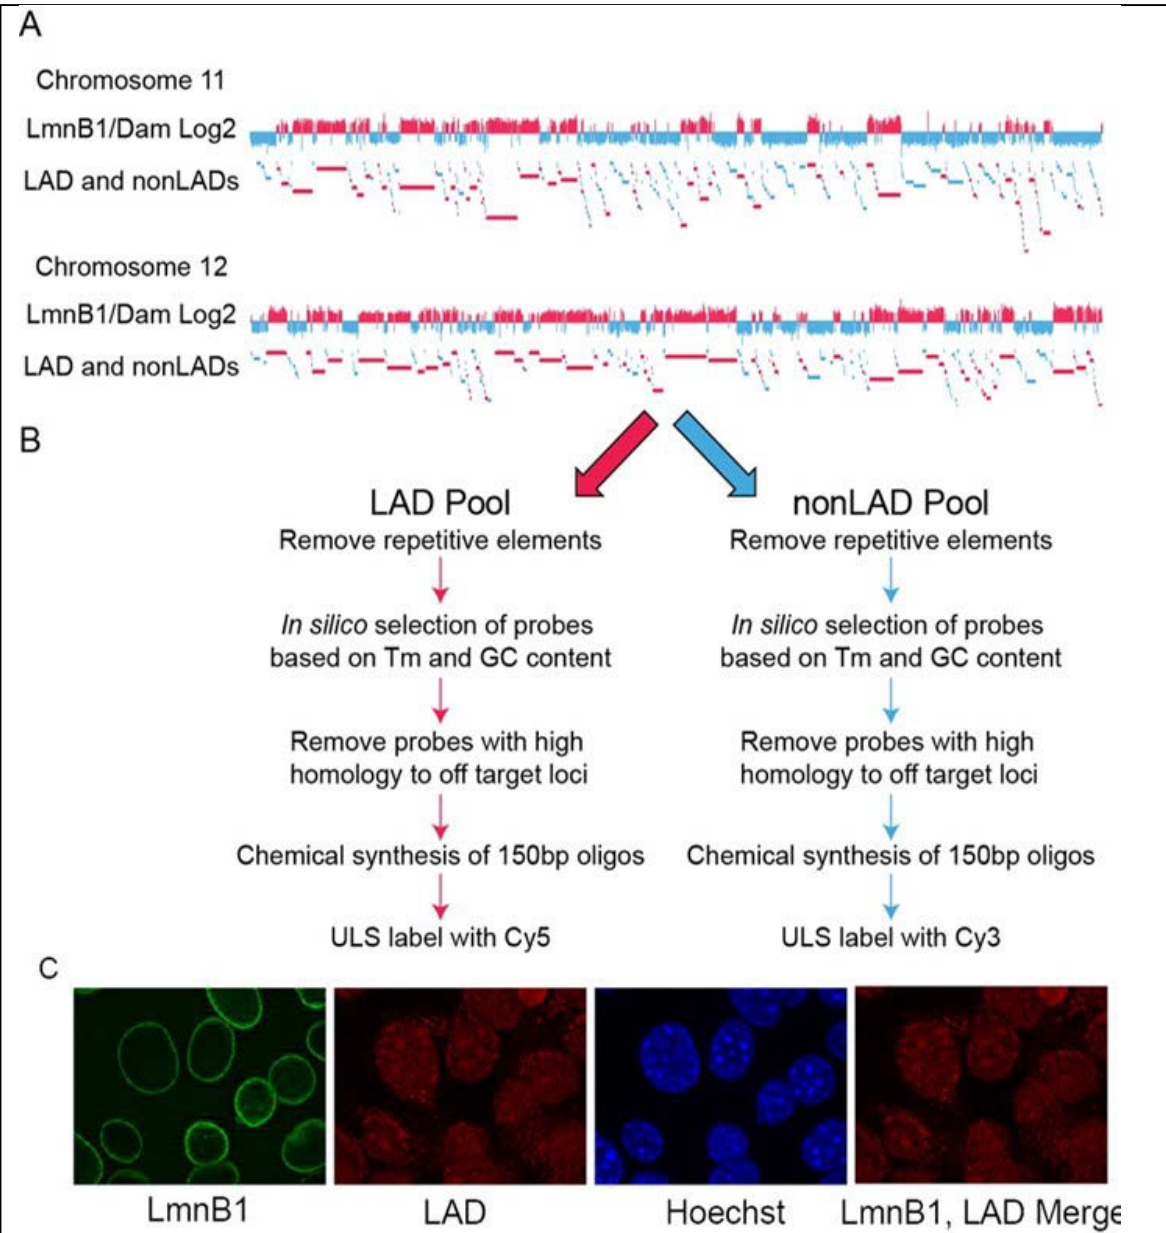 A
Chromosome 11
LmnB1/Dam Log2
LAD and nonLADs
Chromosome 12
LmnB1/Dam Log2
LAD and nonLADs
B
LAD Pool
Remove repetitive elements
In silico selection of probes
based on Tm and GC content
Remove probes with high
homology to off target loci
Chemical synthesis of 150bp oligos
ULS label with Cy5
nonLAD Pool
Remove repetitive elements
In silico selection of probes
based on Tm and GC content
Remove probes with high
homology to off target loci
Chemical synthesis of 150bp oligos
ULS label with Cy3
C
LmnB1
LAD
Hoechst
LmnB1, LAD Merge